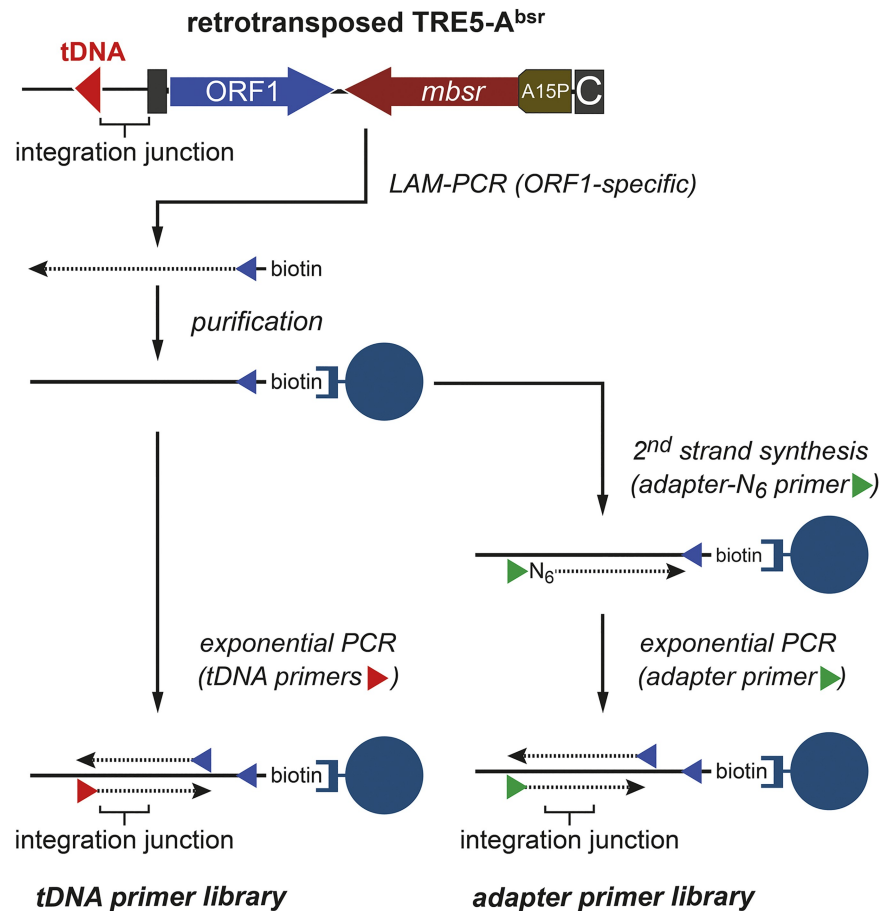 retrotransposed TRE5-Absr
tDNA
ORF1
mbsr
A15P
C
integration junction
LAM-PCR (ORF1-specific)
biotin
purification
biotin
2nd strand synthesis
(adapter-N6 primer )
biotin
N6
exponential PCR
(tDNA primers )
exponential PCR
(adapter primer )
biotin
biotin
integration junction
integration junction
tDNA primer library
adapter primer library